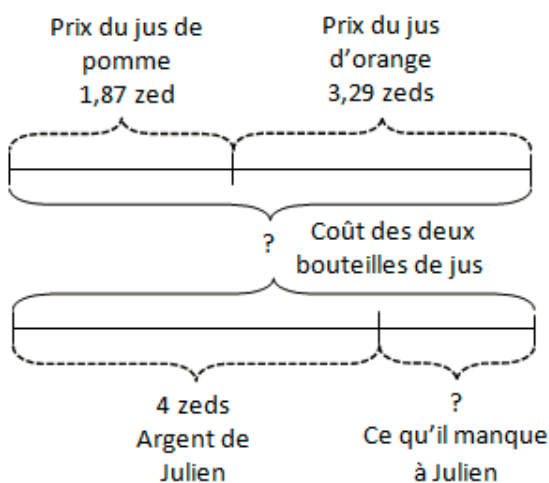 Prix du jus de
pomme
1,87 zed
Prix du jus
d'orange
3,29 zeds
?
Coût des deux
bouteilles de jus
4 zeds
Argent de
Julien
?
Ce qu'il manque
à Julien